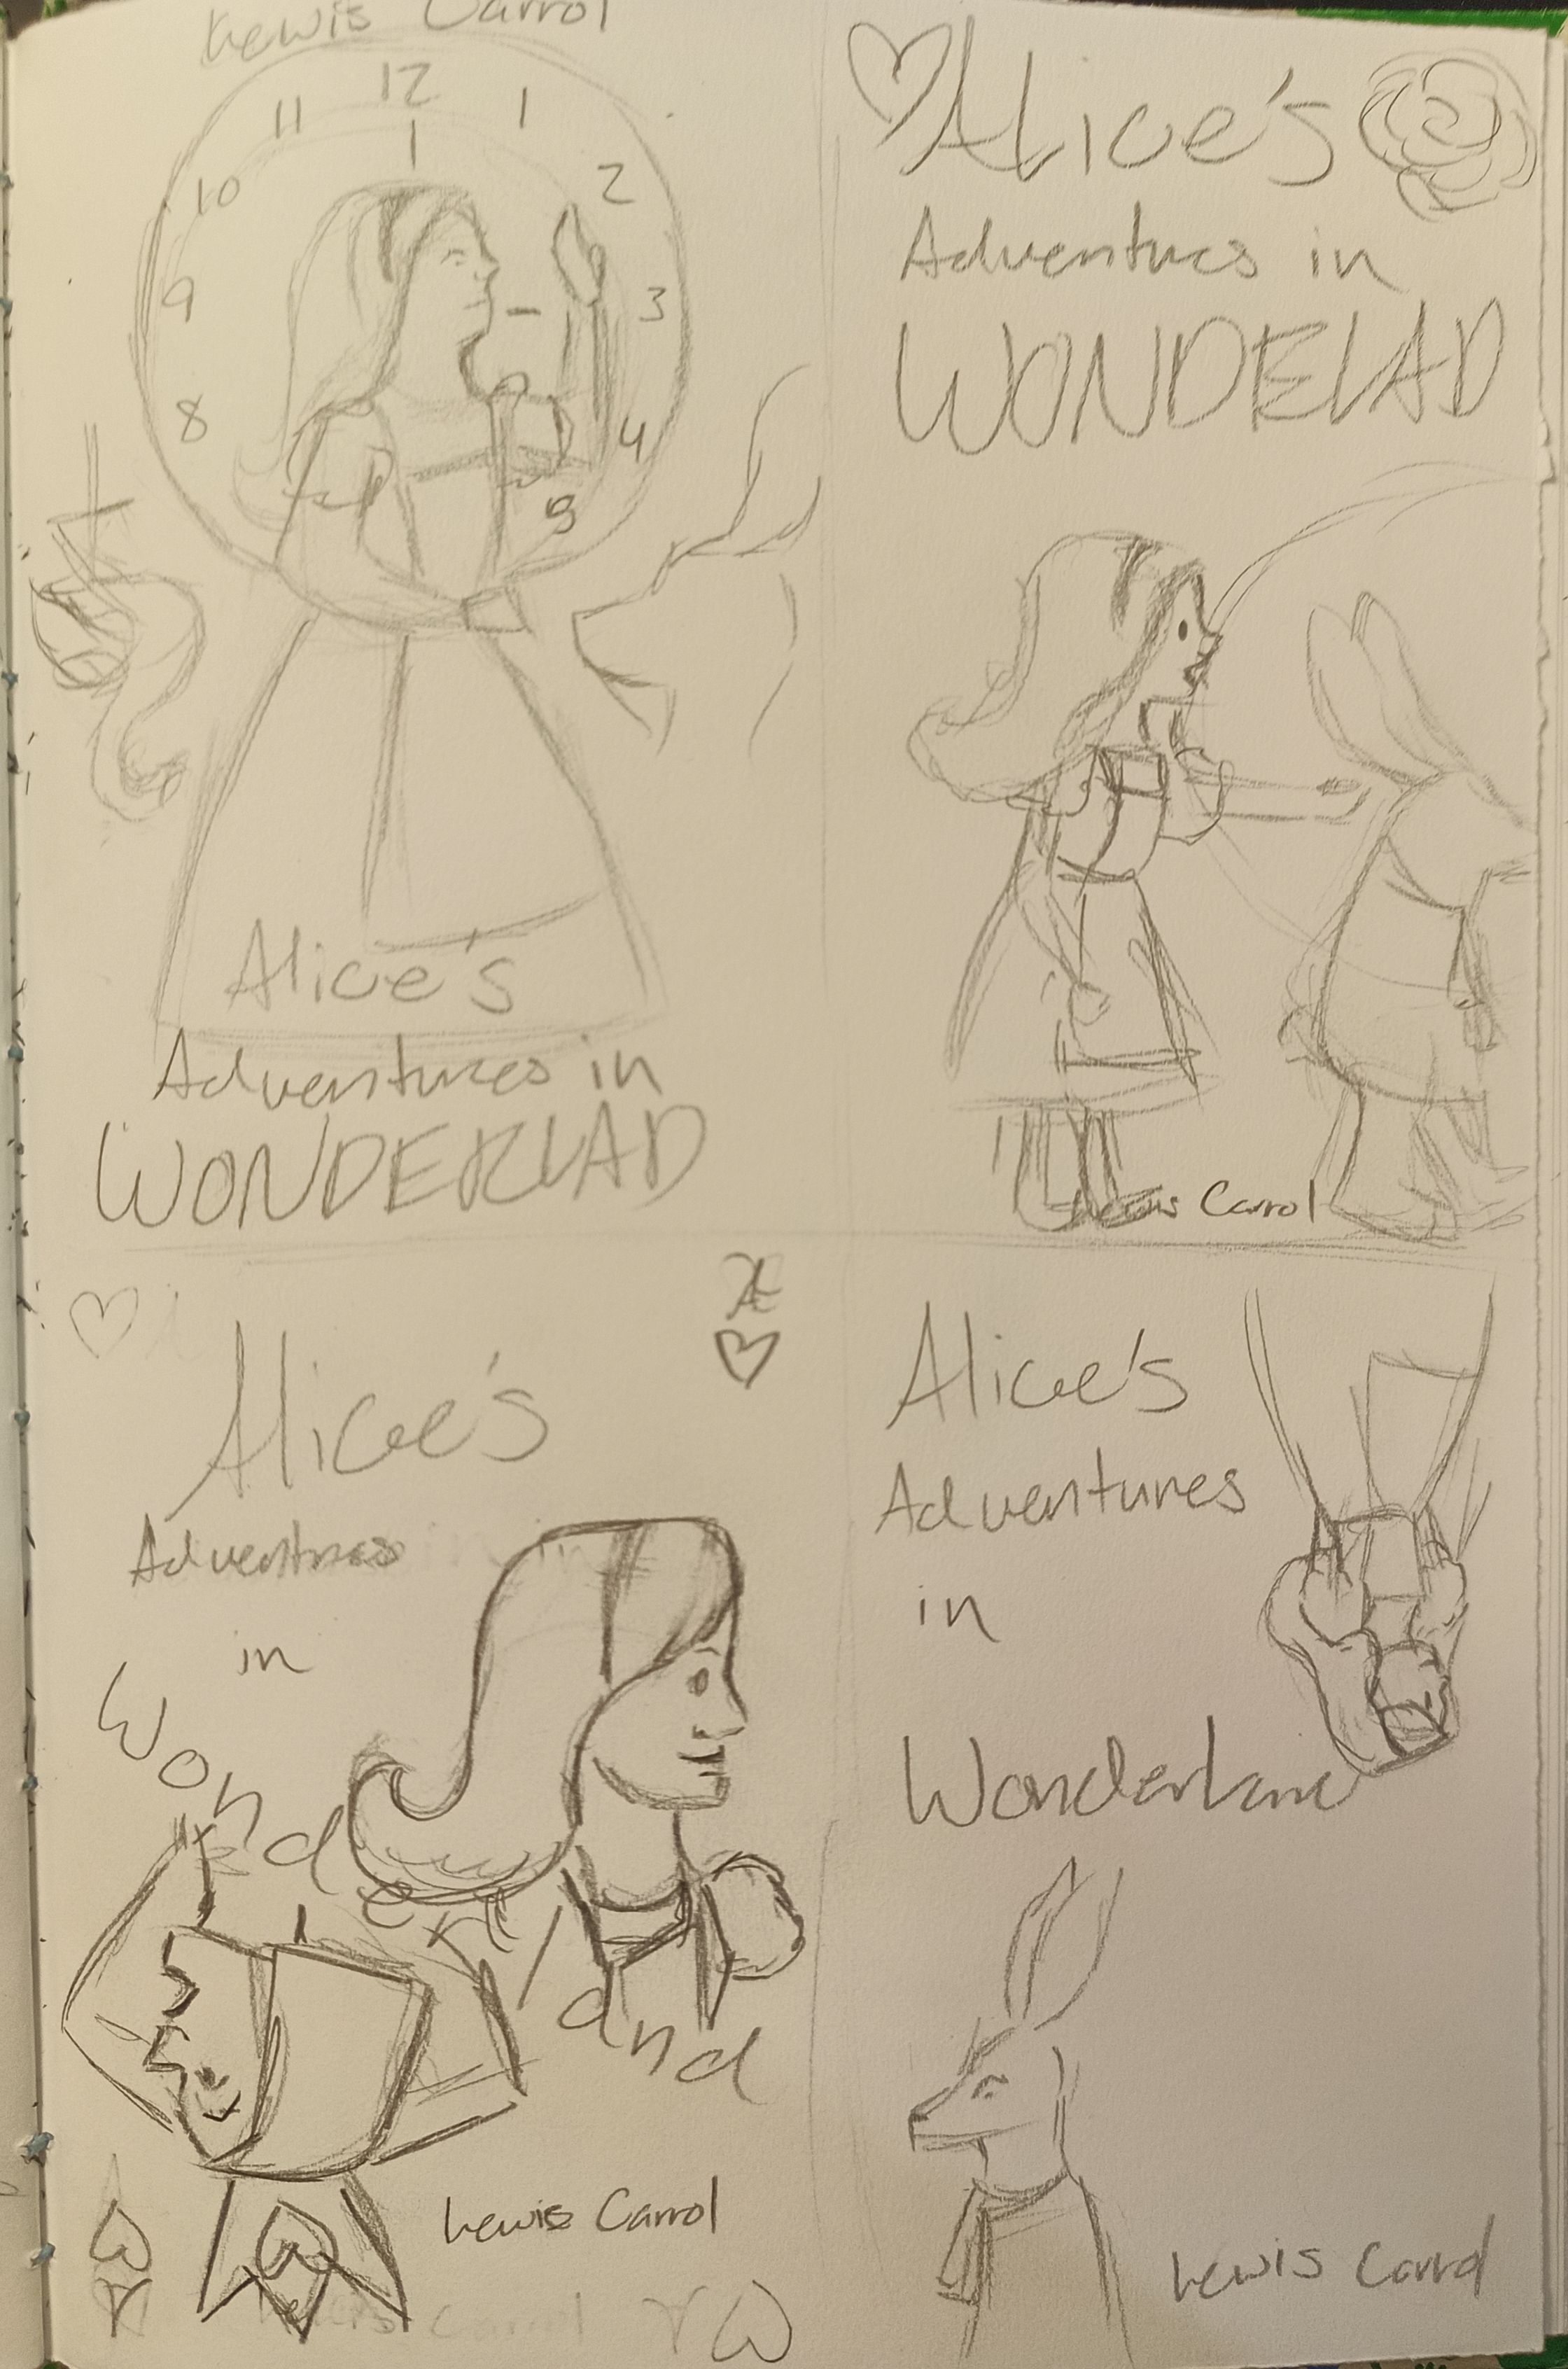 Lewis Carrol
12
11
1
10
2
9
3
8
4
5
Alice's
Adventures in
WONDERLAD
Alice's
Adventures in
WONDELAD
Lewis Carrol
Alice's
Adventures
in
Wonderland
Lewis Carrol
Alice's
Adventures
in
Wonderland
Lewis Carrol